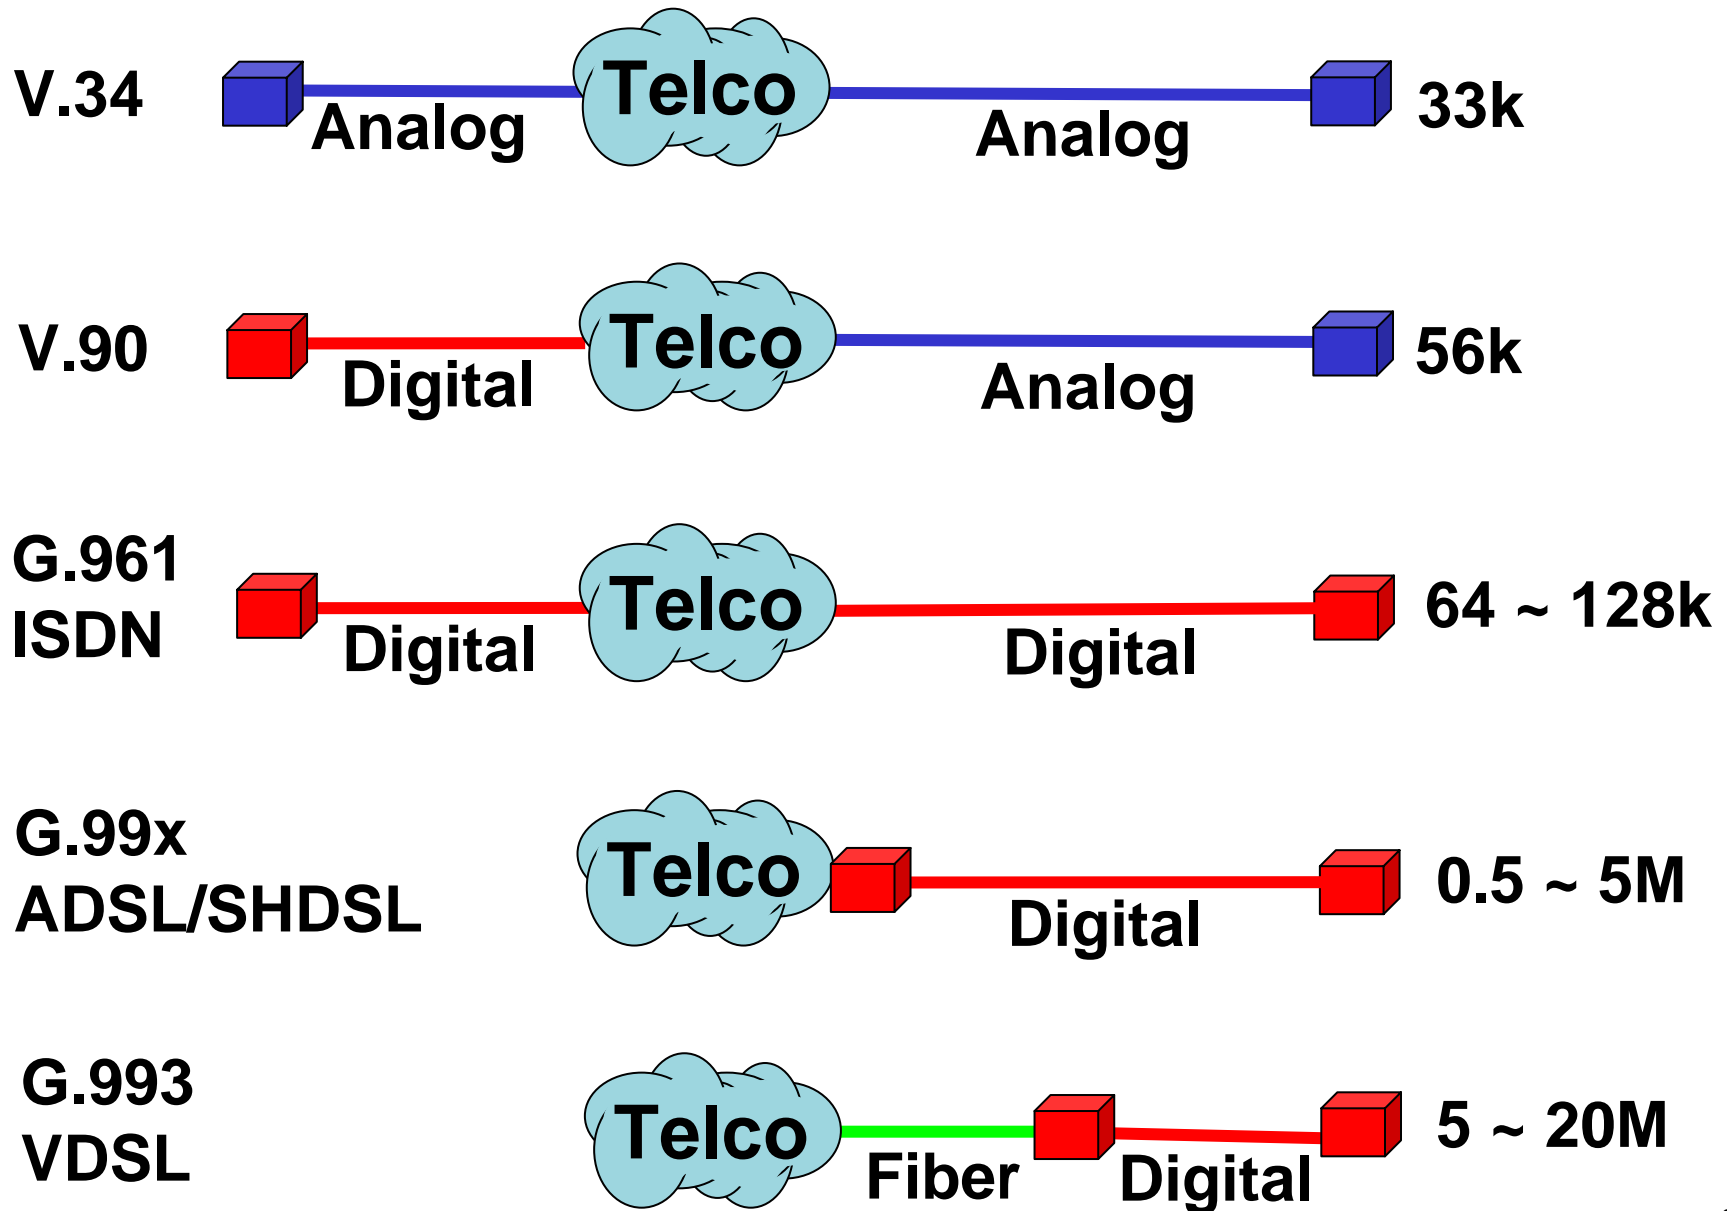 V.34
Telco
Analog
Analog
33k
V.90
Telco
Digital
Analog
56k
G.961
ISDN
Telco
Digital
Digital
64 ~ 128k
G.99x
ADSL/SHDSL
Telco
Digital
0.5 ~ 5M
G.993
VDSL
Telco
Fiber
Digital
5 ~ 20M